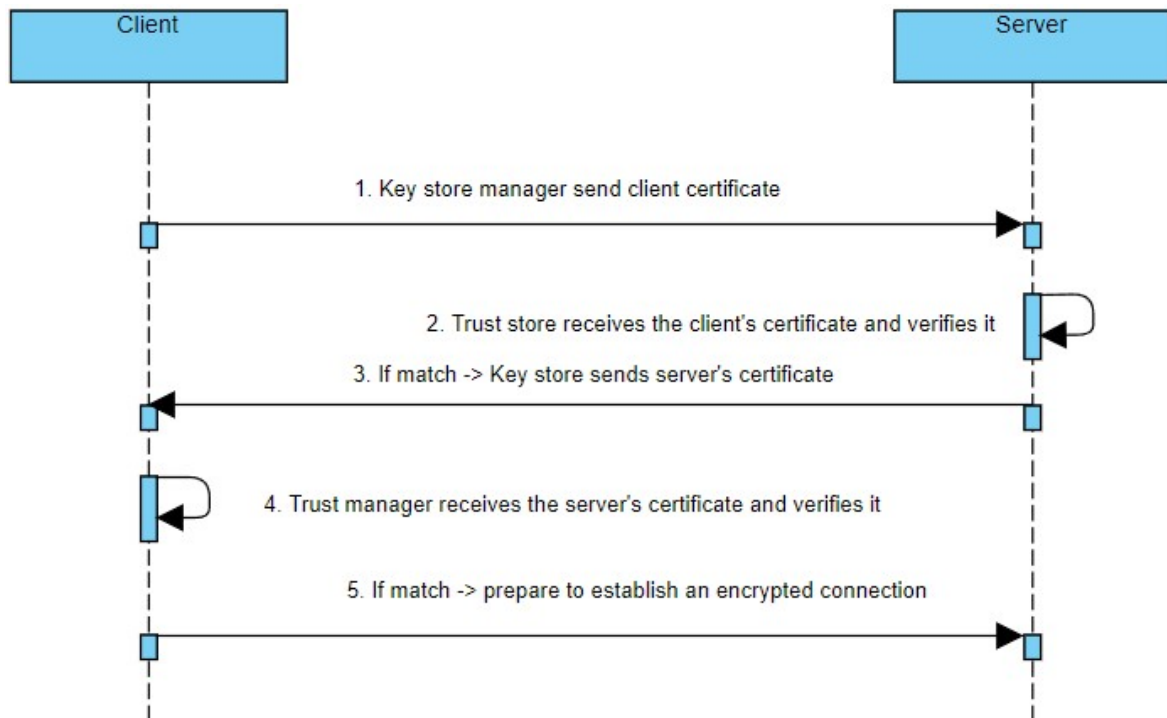 Client
Server
1. Key store manager send client certificate
2. Trust store receives the client's certificate and verifies it
3. If match -> Key store sends server's certificate
4. Trust manager receives the server's certificate and verifies it
5. If match -> prepare to establish an encrypted connection